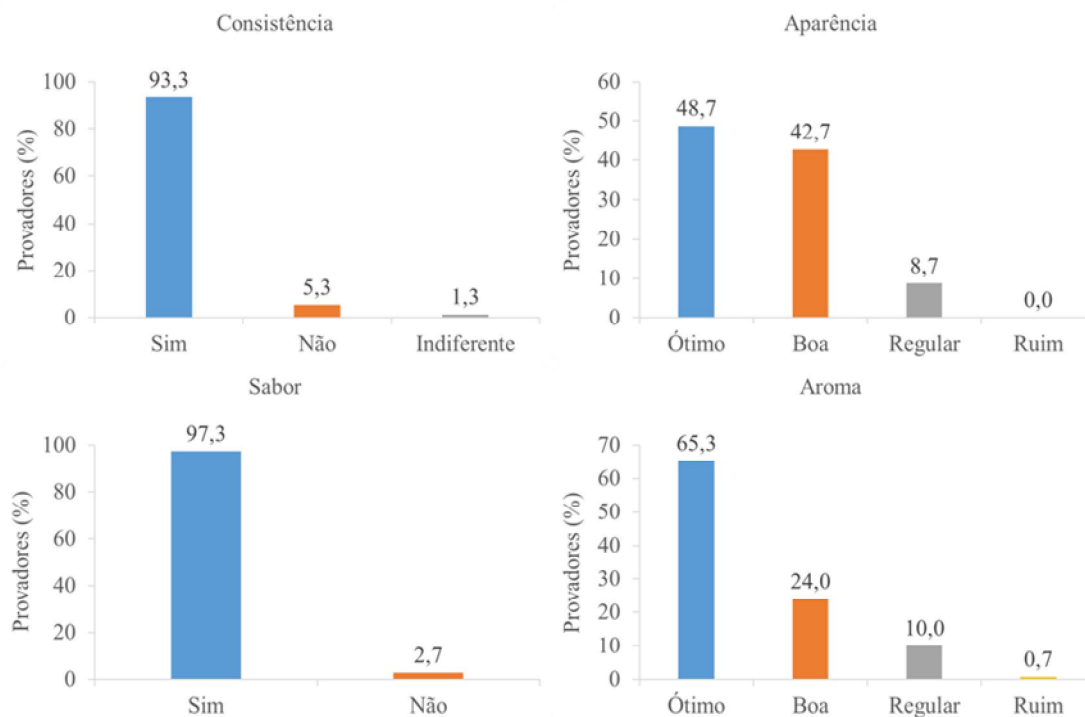 Consistência
Provadores (%)
100
80
60
40
20
0
93,3
5,3
1,3
Sim
Não
Indiferente
Aparência
Provadores (%)
60
50
40
30
20
10
0
48,7
42,7
8,7
0,0
Ótimo
Boa
Regular
Ruim
Sabor
Provadores (%)
100
80
60
40
20
0
97,3
2,7
Sim
Não
Aroma
Provadores (%)
70
60
50
40
30
20
10
0
65,3
24,0
10,0
0,7
Ótimo
Boa
Regular
Ruim